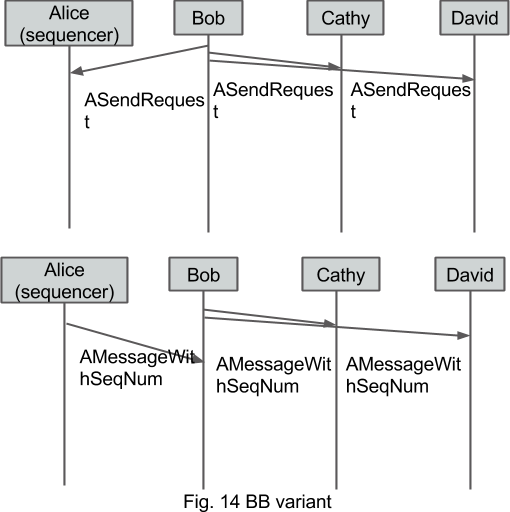 Alice
(sequencer)
Bob
Cathy
David
ASendReques
t
ASendReques
t
ASendReques
t
Alice
(sequencer)
Bob
Cathy
David
AMessageWit
hSeqNum
AMessageWit
hSeqNum
AMessageWit
hSeqNum
Fig. 14 BB variant